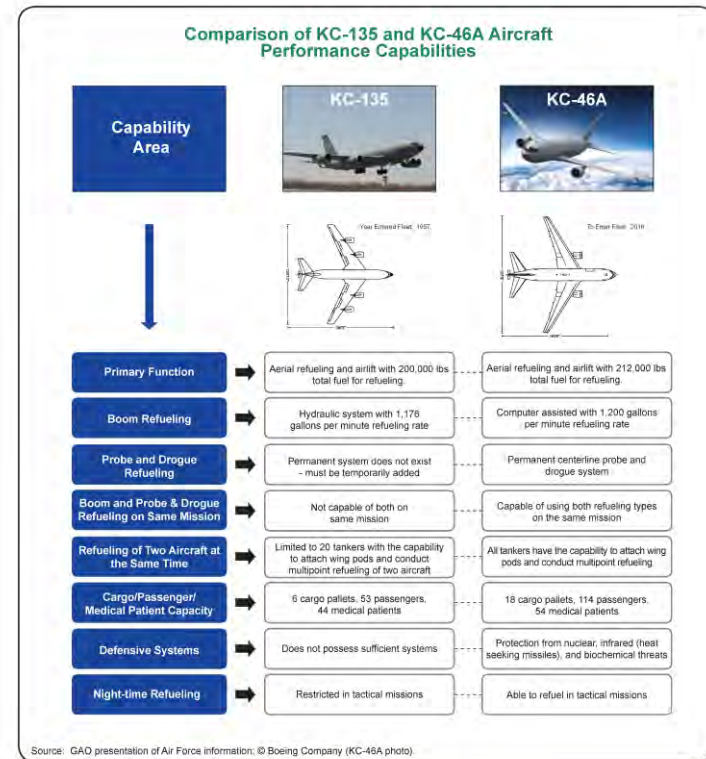 Comparison of KC-135 and KC-46A Aircraft
Performance Capabilities
Capability
Area
KC-135
KC-46A
Year Entered Fleet: 1957
To Enter Fleet:
Primary Function
Aerial refueling and airlift with 200,000 lbs
total fuel for refueling.
Aerial refueling and airlift with 212,000 lbs
total fuel for refueling.
Boom Refueling
Hydraulic system with 1,176
gallons per minute refueling rate
Computer assisted with 1,200 gallons
per minute refueling rate
Probe and Drogue
Refueling
Permanent system does not exist
- must be temporarily added
Permanent centerline probe and
drogue system
Boom and Probe & Drogue
Refueling on Same Mission
Not capable of both on
same mission
Capable of using both refueling types
on the same mission
Refueling of Two Aircraft at
the Same Time
Limited to 20 tankers with the capability
to attach wing pods and conduct
multipoint refueling of two aircraft
All tankers have the capability to attach wing
pods and conduct multipoint refueling
Cargo/Passenger/
Medical Patient Capacity
6 cargo pallets, 53 passengers,
44 medical patients
18 cargo pallets, 114 passengers,
54 medical patients
Defensive Systems
Does not possess sufficient systems
Protection from nuclear, infrared (heat
seeking missiles), and biochemical threats
Night-time Refueling
Restricted in tactical missions
Able to refuel in tactical missions
Source: GAO presentation of Air Force information; © Boeing Company (KC-46A photo)